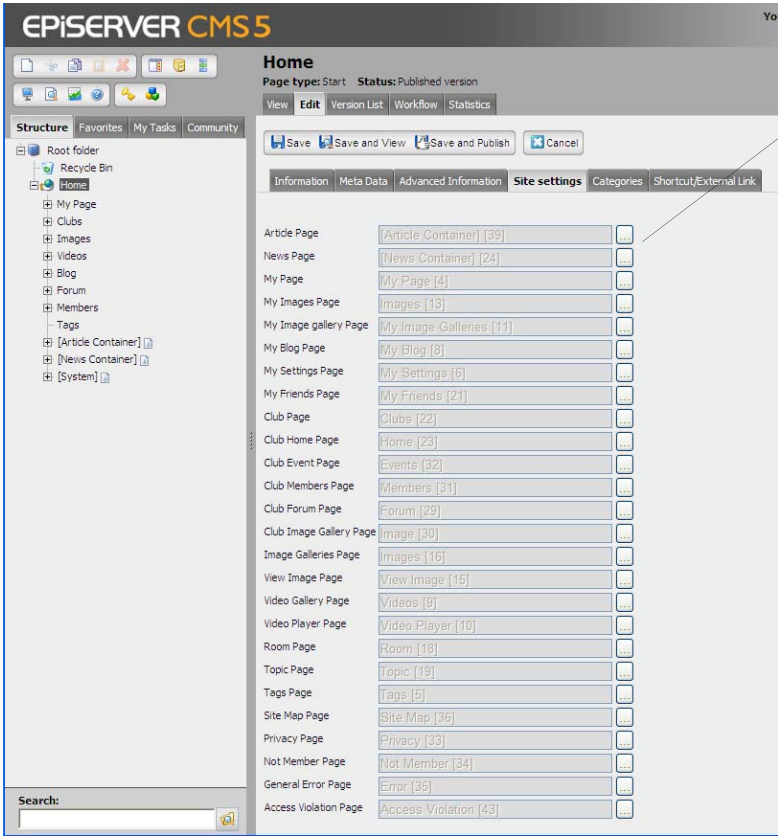 EPiSERVER CMS 5
Yo
Home
Page type: Start Status: Published version
View Edit Version List Workflow Statistics
Structure Favorites My Tasks Community
Save Save and View Save and Publish Cancel
Root folder
Recycle Bin
Home
My Page
Clubs
Images
Videos
Blog
Forum
Members
Tags
[Article Container]
[News Container]
[System]
Information Meta Data Advanced Information Site settings Categories Shortcut/External Link
Article Page [Article Container] [39] ...
News Page [News Container] [24] ...
My Page My Page [4] ...
My Images Page Images [13] ...
My Image gallery Page My Image Galleries [11] ...
My Blog Page My Blog [8] ...
My Settings Page My Settings [6] ...
My Friends Page My Friends [21] ...
Club Page Clubs [22] ...
Club Home Page Home [23] ...
Club Event Page Events [32] ...
Club Members Page Members [31] ...
Club Forum Page Forum [29] ...
Club Image Gallery Page Image [30] ...
Image Galleries Page Images [16] ...
View Image Page View Image [15] ...
Video Gallery Page Videos [9] ...
Video Player Page Video Player [10] ...
Room Page Room [18] ...
Topic Page Topic [19] ...
Tags Page Tags [5] ...
Site Map Page Site Map [36] ...
Privacy Page Privacy [33] ...
Not Member Page Not Member [34] ...
General Error Page Error [35] ...
Access Violation Page Access Violation [43] ...
Search: